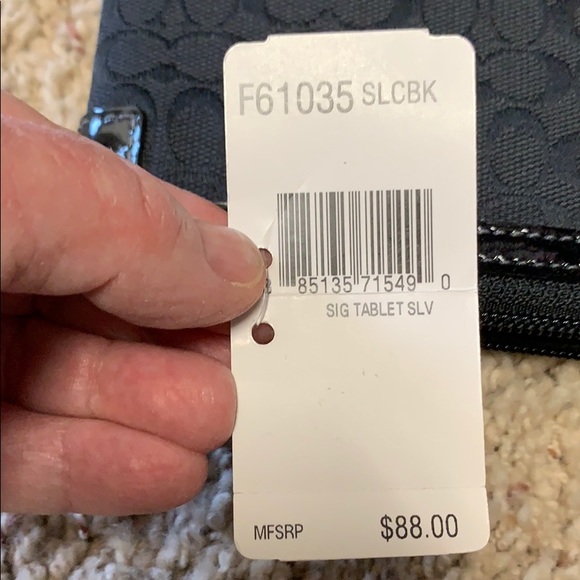 F61035 SLCBK
85135 71549 0
SIG TABLET SLV
MFSRP $88.00